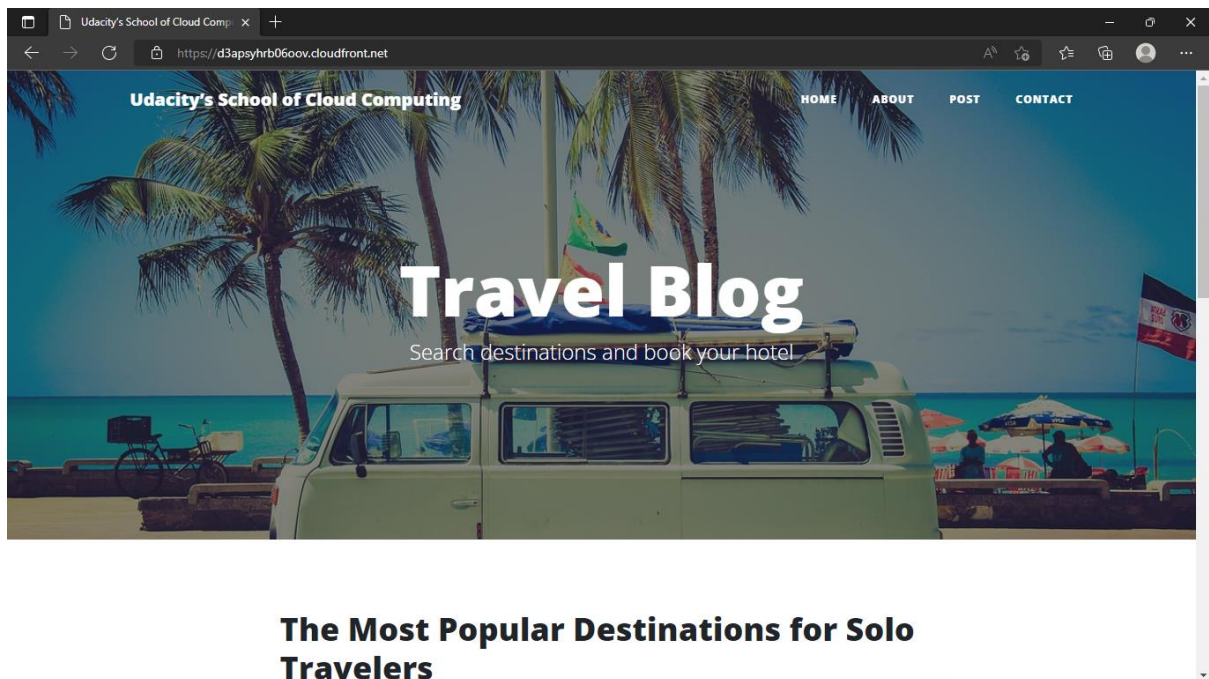 Udacity's School of Cloud Comp
https://d3apsyhrb06oov.cloudfront.net
Udacity's School of Cloud Computing
HOME ABOUT POST CONTACT
Travel Blog
Search destinations and book your hotel
The Most Popular Destinations for Solo
Travelers